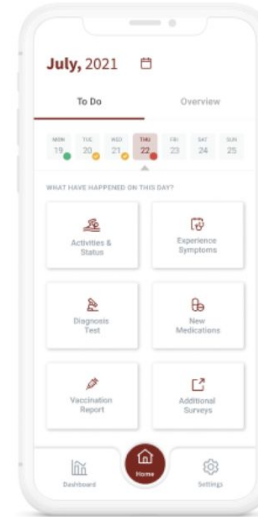 July, 2021
To Do Overview
MON TUE WED THU FRI SAT SUN
19 20 21 22 23 24 25
WHAT HAVE HAPPENED ON THIS DAY?
Activities & Status
Experience Symptoms
Diagnosis Test
New Medications
Vaccination Report
Additional Surveys
Dashboard Home Settings